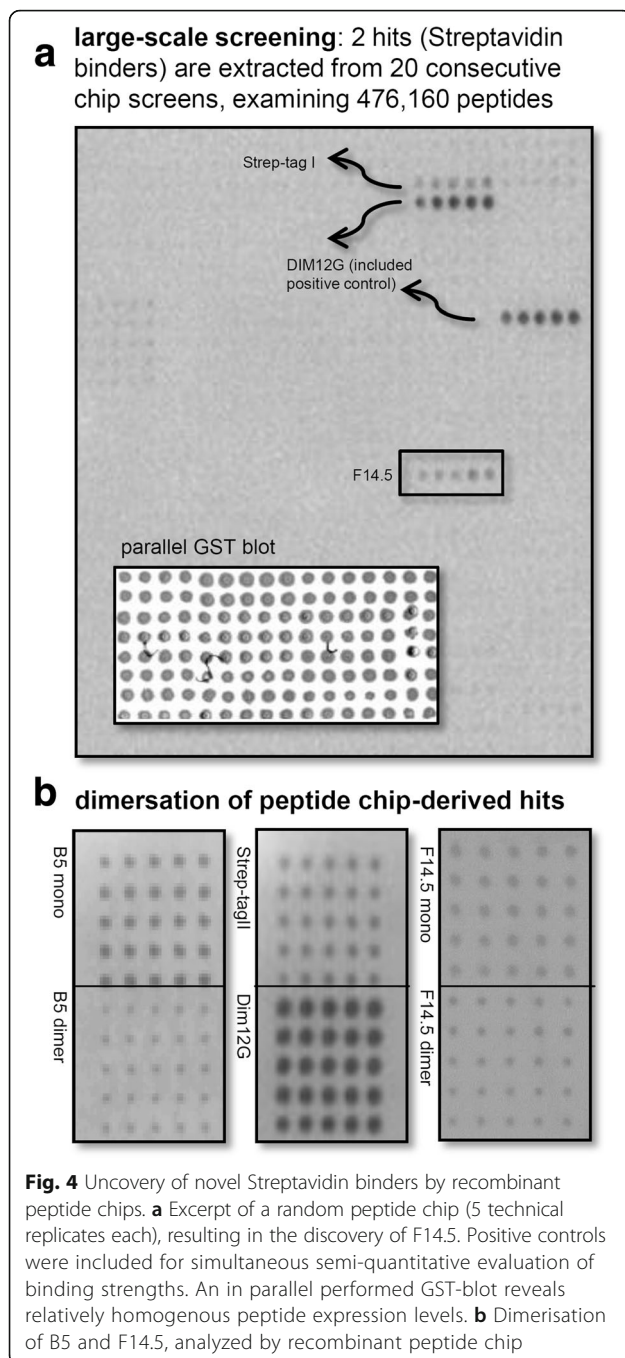 a large-scale screening: 2 hits (Streptavidin
binders) are extracted from 20 consecutive
chip screens, examining 476,160 peptides
Strep-tag I
DIM12G (included
positive control)
F14.5
parallel GST blot
b dimersation of peptide chip-derived hits
B5 mono
B5 dimer
Strep-tagII
Dim12G
F14.5 mono
F14.5 dimer
Fig. 4 Uncovery of novel Streptavidin binders by recombinant
peptide chips. a Excerpt of a random peptide chip (5 technical
replicates each), resulting in the discovery of F14.5. Positive controls
were included for simultaneous semi-quantitative evaluation of
binding strengths. An in parallel performed GST-blot reveals
relatively homogenous peptide expression levels. b Dimerisation
of B5 and F14.5, analyzed by recombinant peptide chip